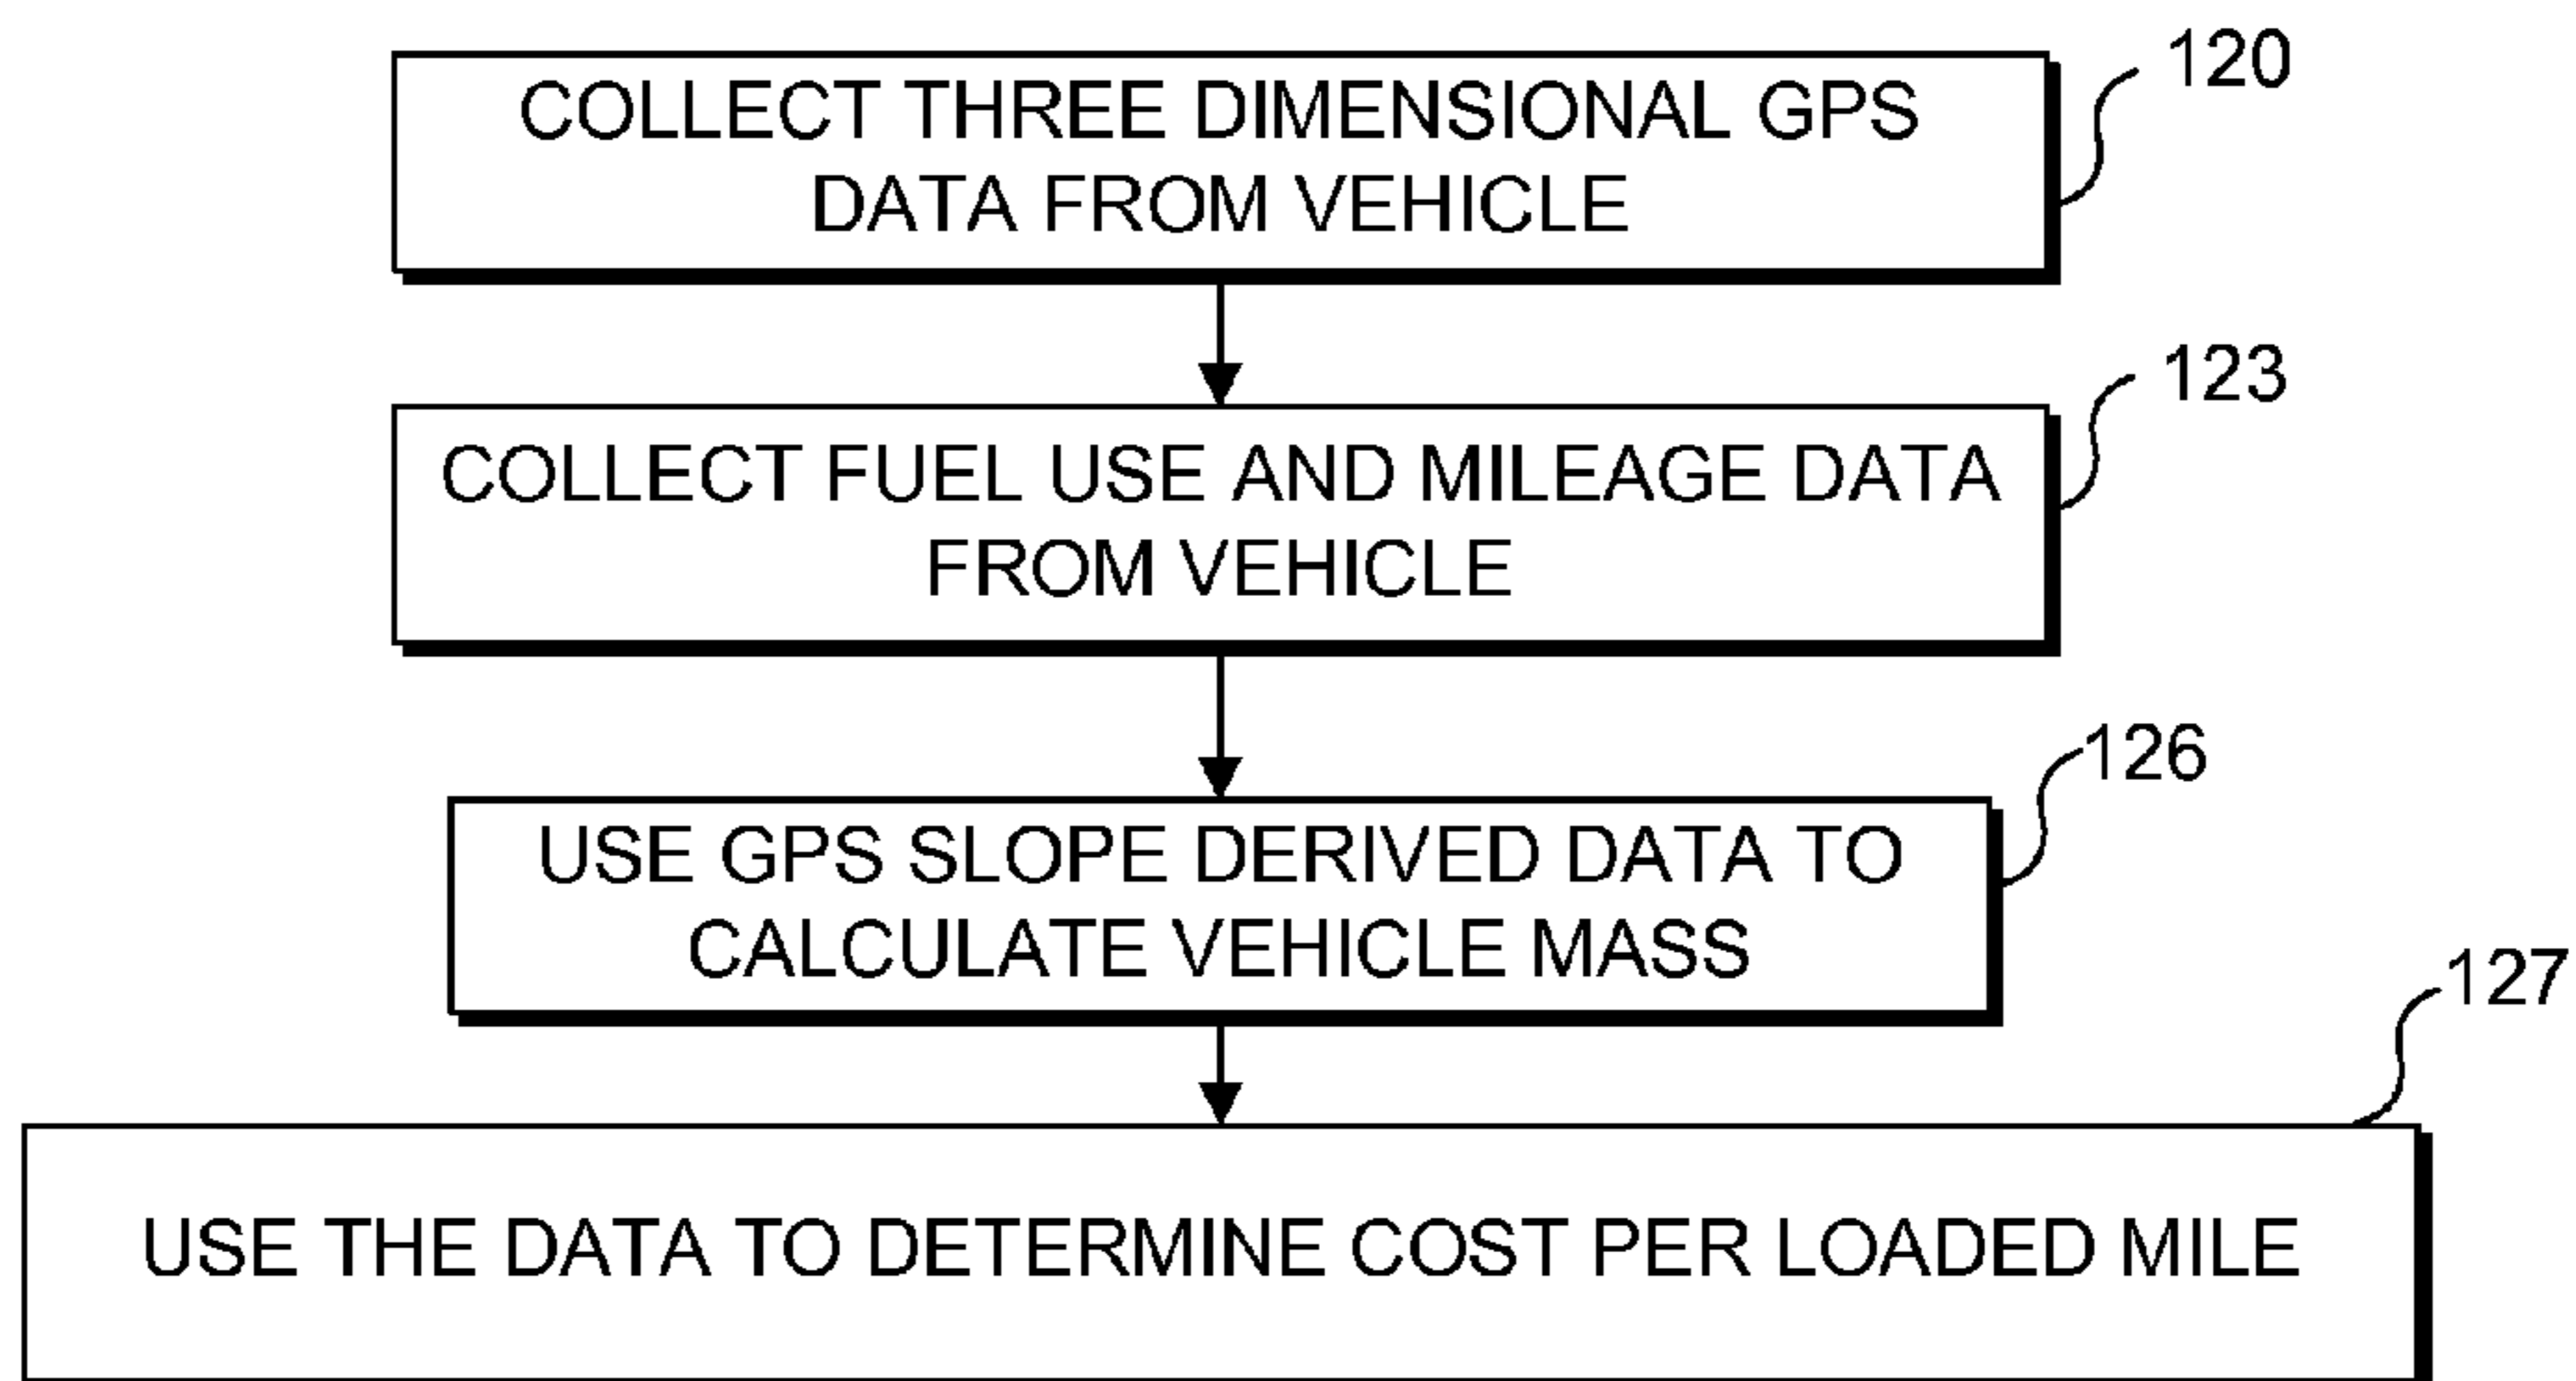 COLLECT THREE DIMENSIONAL GPS
DATA FROM VEHICLE
120
COLLECT FUEL USE AND MILEAGE DATA
FROM VEHICLE
123
USE GPS SLOPE DERIVED DATA TO
CALCULATE VEHICLE MASS
126
USE THE DATA TO DETERMINE COST PER LOADED MILE
127